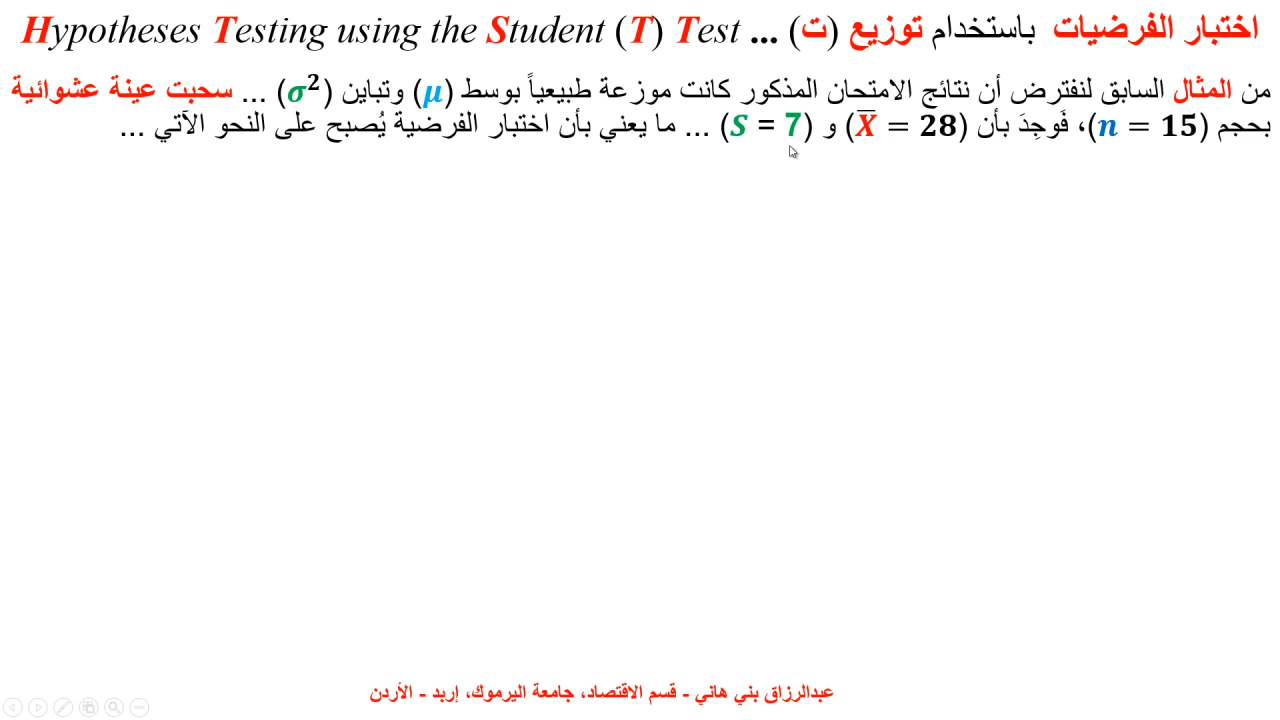 اختبار الفرضيات باستخدام توزيع (ت) ... Hypotheses Testing using the Student (T) Test
من المثال السابق لنفترض أن نتائج الامتحان المذكور كانت موزعة طبيعياً بوسط (μ) وتباين (σ²) ... سحبت عينة عشوائية
بحجم (n = 15)، فَوجِدَ بأن (X̅ = 28) و (S = 7) ... ما يعني بأن اختبار الفرضية يُصبح على النحو الآتي ...
عبدالرزاق بني هاني - قسم الاقتصاد، جامعة اليرموك، إربد - الأردن